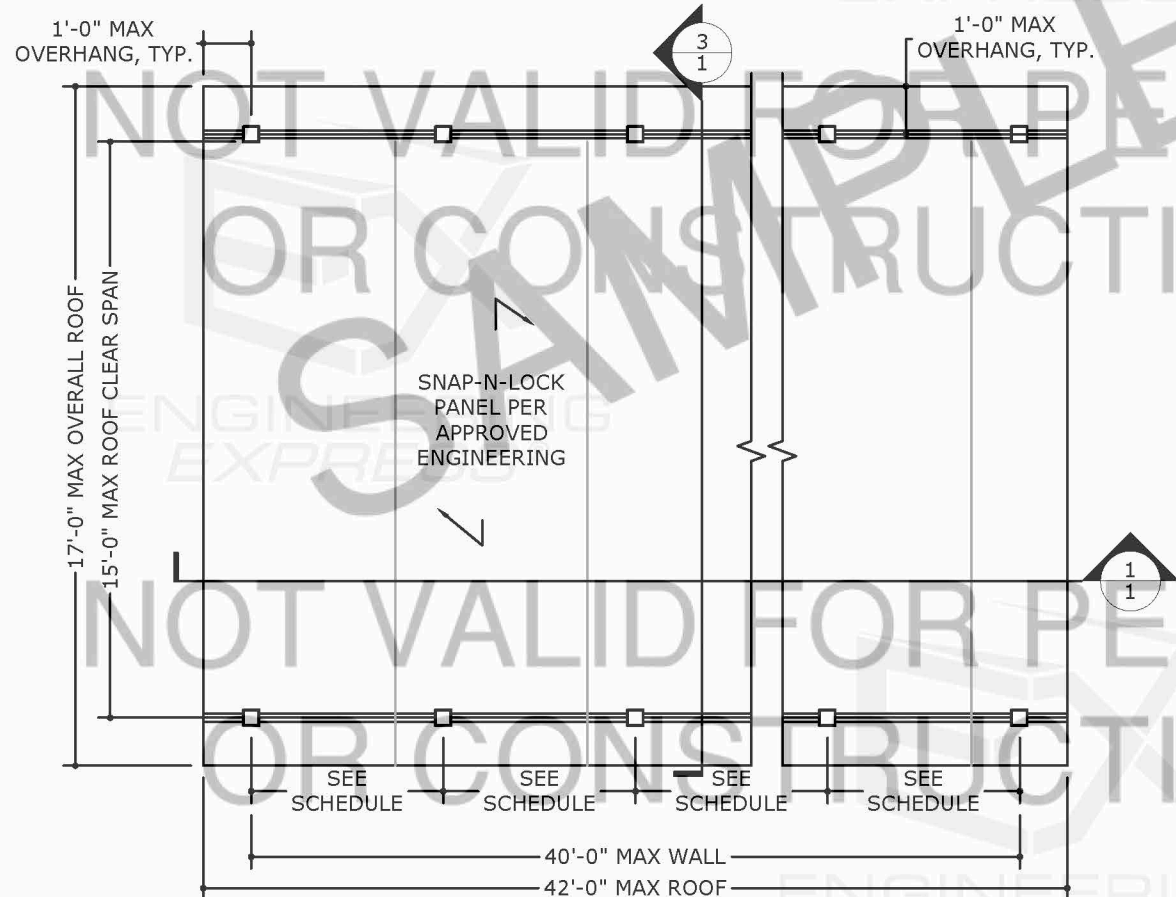 1'-0" MAX
OVERHANG, TYP.
3
1
1'-0" MAX
OVERHANG, TYP.
NOT VALID FOR PE
OR CONSTRUCTI
SAMPLE
17'-0" MAX OVERALL ROOF
15'-0" MAX ROOF CLEAR SPAN
SNAP-N-LOCK
PANEL PER
APPROVED
ENGINEERING
ENGINEERING
EXPRESS
1
1
NOT VALID FOR PE
OR CONSTRUCTI
SEE
SCHEDULE
SEE
SCHEDULE
SEE
SCHEDULE
SEE
SCHEDULE
40'-0" MAX WALL
42'-0" MAX ROOF